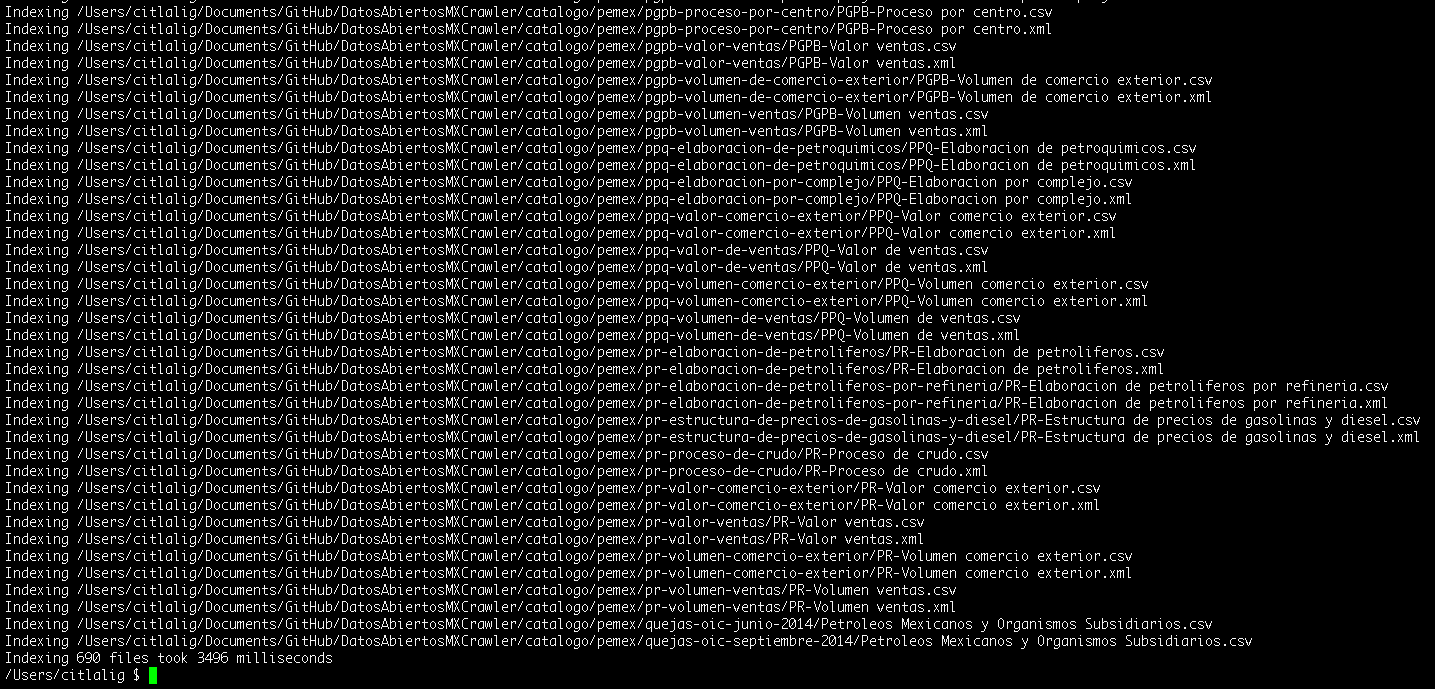 Indexing /Users/citlalig/Documents/GitHub/DatosAbiertosMXCrawler/catalogo/pemex/pgpb-proceso-por-centro/PGPB-Proceso por centro.csv
Indexing /Users/citlalig/Documents/GitHub/DatosAbiertosMXCrawler/catalogo/pemex/pgpb-proceso-por-centro/PGPB-Proceso por centro.xml
Indexing /Users/citlalig/Documents/GitHub/DatosAbiertosMXCrawler/catalogo/pemex/pgpb-valor-ventas/PGPB-Valor ventas.csv
Indexing /Users/citlalig/Documents/GitHub/DatosAbiertosMXCrawler/catalogo/pemex/pgpb-valor-ventas/PGPB-Valor ventas.xml
Indexing /Users/citlalig/Documents/GitHub/DatosAbiertosMXCrawler/catalogo/pemex/pgpb-volumen-de-comercio-exterior/PGPB-Volumen de comercio exterior.csv
Indexing /Users/citlalig/Documents/GitHub/DatosAbiertosMXCrawler/catalogo/pemex/pgpb-volumen-de-comercio-exterior/PGPB-Volumen de comercio exterior.xml
Indexing /Users/citlalig/Documents/GitHub/DatosAbiertosMXCrawler/catalogo/pemex/pgpb-volumen-ventas/PGPB-Volumen ventas.csv
Indexing /Users/citlalig/Documents/GitHub/DatosAbiertosMXCrawler/catalogo/pemex/pgpb-volumen-ventas/PGPB-Volumen ventas.xml
Indexing /Users/citlalig/Documents/GitHub/DatosAbiertosMXCrawler/catalogo/pemex/ppq-elaboracion-de-petroquimicos/PPQ-Elaboracion de petroquimicos.csv
Indexing /Users/citlalig/Documents/GitHub/DatosAbiertosMXCrawler/catalogo/pemex/ppq-elaboracion-de-petroquimicos/PPQ-Elaboracion de petroquimicos.xml
Indexing /Users/citlalig/Documents/GitHub/DatosAbiertosMXCrawler/catalogo/pemex/ppq-elaboracion-por-complejo/PPQ-Elaboracion por complejo.csv
Indexing /Users/citlalig/Documents/GitHub/DatosAbiertosMXCrawler/catalogo/pemex/ppq-elaboracion-por-complejo/PPQ-Elaboracion por complejo.xml
Indexing /Users/citlalig/Documents/GitHub/DatosAbiertosMXCrawler/catalogo/pemex/ppq-valor-comercio-exterior/PPQ-Valor comercio exterior.csv
Indexing /Users/citlalig/Documents/GitHub/DatosAbiertosMXCrawler/catalogo/pemex/ppq-valor-comercio-exterior/PPQ-Valor comercio exterior.xml
Indexing /Users/citlalig/Documents/GitHub/DatosAbiertosMXCrawler/catalogo/pemex/ppq-valor-de-ventas/PPQ-Valor de ventas.csv
Indexing /Users/citlalig/Documents/GitHub/DatosAbiertosMXCrawler/catalogo/pemex/ppq-valor-de-ventas/PPQ-Valor de ventas.xml
Indexing /Users/citlalig/Documents/GitHub/DatosAbiertosMXCrawler/catalogo/pemex/ppq-volumen-comercio-exterior/PPQ-Volumen comercio exterior.csv
Indexing /Users/citlalig/Documents/GitHub/DatosAbiertosMXCrawler/catalogo/pemex/ppq-volumen-comercio-exterior/PPQ-Volumen comercio exterior.xml
Indexing /Users/citlalig/Documents/GitHub/DatosAbiertosMXCrawler/catalogo/pemex/ppq-volumen-de-ventas/PPQ-Volumen de ventas.csv
Indexing /Users/citlalig/Documents/GitHub/DatosAbiertosMXCrawler/catalogo/pemex/ppq-volumen-de-ventas/PPQ-Volumen de ventas.xml
Indexing /Users/citlalig/Documents/GitHub/DatosAbiertosMXCrawler/catalogo/pemex/pr-elaboracion-de-petroliferos/PR-Elaboracion de petroliferos.csv
Indexing /Users/citlalig/Documents/GitHub/DatosAbiertosMXCrawler/catalogo/pemex/pr-elaboracion-de-petroliferos/PR-Elaboracion de petroliferos.xml
Indexing /Users/citlalig/Documents/GitHub/DatosAbiertosMXCrawler/catalogo/pemex/pr-elaboracion-de-petroliferos-por-refineria/PR-Elaboracion de petroliferos por refineria.csv
Indexing /Users/citlalig/Documents/GitHub/DatosAbiertosMXCrawler/catalogo/pemex/pr-elaboracion-de-petroliferos-por-refineria/PR-Elaboracion de petroliferos por refineria.xml
Indexing /Users/citlalig/Documents/GitHub/DatosAbiertosMXCrawler/catalogo/pemex/pr-estructura-de-precios-de-gasolinas-y-diesel/PR-Estructura de precios de gasolinas y diesel.csv
Indexing /Users/citlalig/Documents/GitHub/DatosAbiertosMXCrawler/catalogo/pemex/pr-estructura-de-precios-de-gasolinas-y-diesel/PR-Estructura de precios de gasolinas y diesel.xml
Indexing /Users/citlalig/Documents/GitHub/DatosAbiertosMXCrawler/catalogo/pemex/pr-proceso-de-crudo/PR-Proceso de crudo.csv
Indexing /Users/citlalig/Documents/GitHub/DatosAbiertosMXCrawler/catalogo/pemex/pr-proceso-de-crudo/PR-Proceso de crudo.xml
Indexing /Users/citlalig/Documents/GitHub/DatosAbiertosMXCrawler/catalogo/pemex/pr-valor-comercio-exterior/PR-Valor comercio exterior.csv
Indexing /Users/citlalig/Documents/GitHub/DatosAbiertosMXCrawler/catalogo/pemex/pr-valor-comercio-exterior/PR-Valor comercio exterior.xml
Indexing /Users/citlalig/Documents/GitHub/DatosAbiertosMXCrawler/catalogo/pemex/pr-valor-ventas/PR-Valor ventas.csv
Indexing /Users/citlalig/Documents/GitHub/DatosAbiertosMXCrawler/catalogo/pemex/pr-valor-ventas/PR-Valor ventas.xml
Indexing /Users/citlalig/Documents/GitHub/DatosAbiertosMXCrawler/catalogo/pemex/pr-volumen-comercio-exterior/PR-Volumen comercio exterior.csv
Indexing /Users/citlalig/Documents/GitHub/DatosAbiertosMXCrawler/catalogo/pemex/pr-volumen-comercio-exterior/PR-Volumen comercio exterior.xml
Indexing /Users/citlalig/Documents/GitHub/DatosAbiertosMXCrawler/catalogo/pemex/pr-volumen-ventas/PR-Volumen ventas.csv
Indexing /Users/citlalig/Documents/GitHub/DatosAbiertosMXCrawler/catalogo/pemex/pr-volumen-ventas/PR-Volumen ventas.xml
Indexing /Users/citlalig/Documents/GitHub/DatosAbiertosMXCrawler/catalogo/pemex/quejas-oic-junio-2014/Petroleos Mexicanos y Organismos Subsidiarios.csv
Indexing /Users/citlalig/Documents/GitHub/DatosAbiertosMXCrawler/catalogo/pemex/quejas-oic-septiembre-2014/Petroleos Mexicanos y Organismos Subsidiarios.csv
Indexing 690 files took 3496 milliseconds
/Users/citlalig $